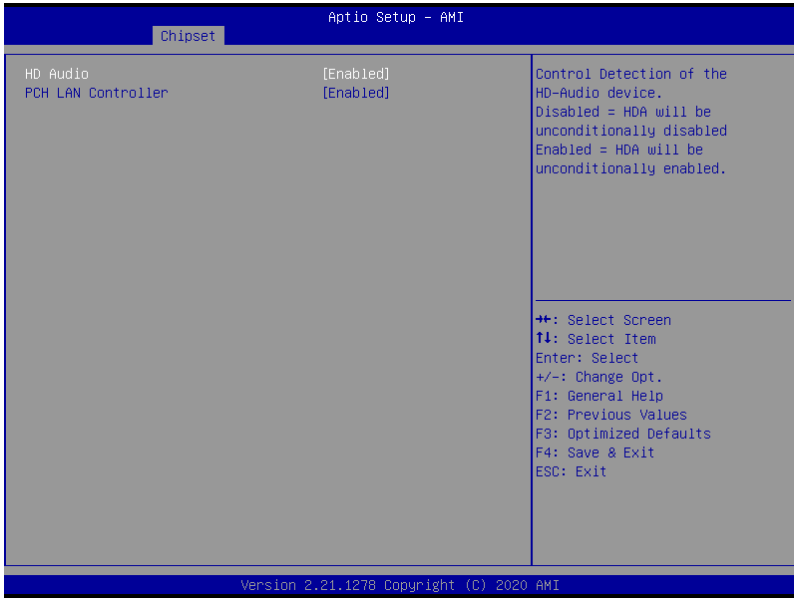 Aptio Setup – AMI
Chipset
HD Audio [Enabled]
PCH LAN Controller [Enabled]
Control Detection of the
HD-Audio device.
Disabled = HDA will be
unconditionally disabled
Enabled = HDA will be
unconditionally enabled.
→←: Select Screen
↑↓: Select Item
Enter: Select
+/-: Change Opt.
F1: General Help
F2: Previous Values
F3: Optimized Defaults
F4: Save & Exit
ESC: Exit
Version 2.21.1278 Copyright (C) 2020 AMI